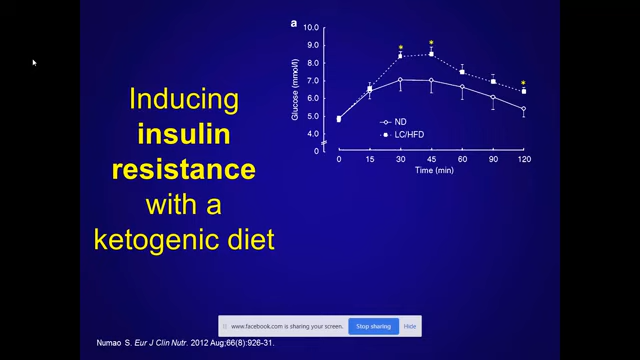 a
10.0
9.0
8.0
7.0
6.0
5.0
4.0
0
Glucose (mmol/l)
* * *
ND
LC/HFD
0 15 30 45 60 90 120
Time (min)
Inducing
insulin
resistance
with a
ketogenic diet
www.facebook.com is sharing your screen. Stop sharing Hide
Numao S. Eur J Clin Nutr. 2012 Aug;66(8):926-31.